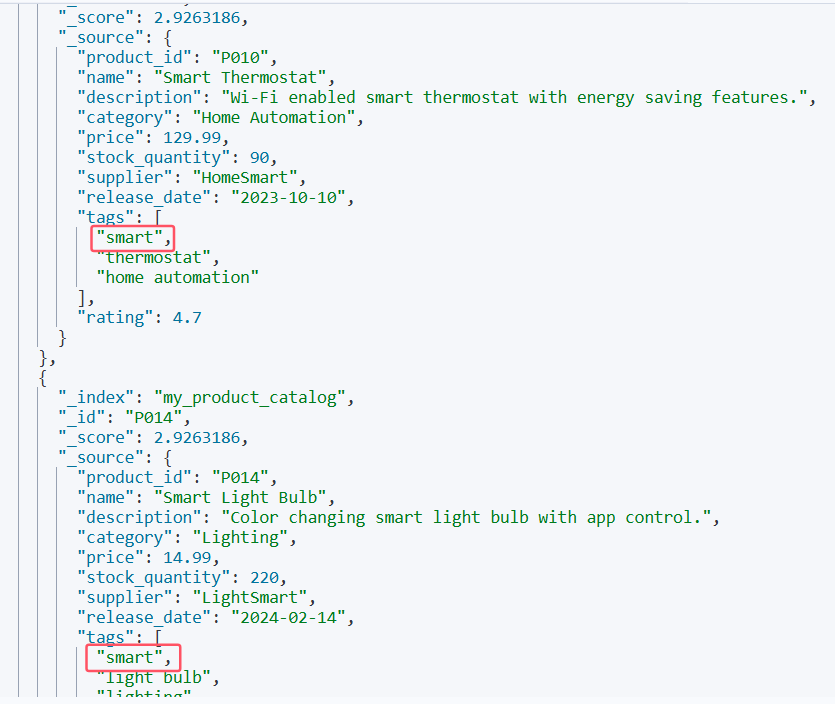 "_score": 2.9263186,
"_source": {
"product_id": "P010",
"name": "Smart Thermostat",
"description": "Wi-Fi enabled smart thermostat with energy saving features.",
"category": "Home Automation",
"price": 129.99,
"stock_quantity": 90,
"supplier": "HomeSmart",
"release_date": "2023-10-10",
"tags": [
"smart",
"thermostat",
"home automation"
],
"rating": 4.7
}
},
{
"_index": "my_product_catalog",
"_id": "P014",
"_score": 2.9263186,
"_source": {
"product_id": "P014",
"name": "Smart Light Bulb",
"description": "Color changing smart light bulb with app control.",
"category": "Lighting",
"price": 14.99,
"stock_quantity": 220,
"supplier": "LightSmart",
"release_date": "2024-02-14",
"tags": [
"smart",
"light bulb",
"lighting"